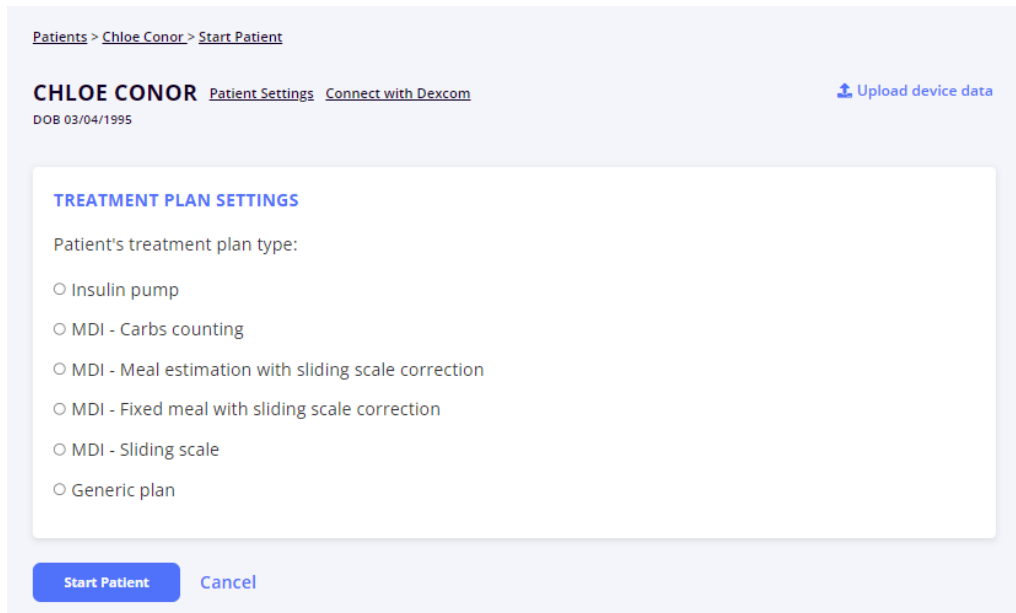 Patients > Chloe Conor > Start Patient
CHLOE CONOR Patient Settings Connect with Dexcom
Upload device data
DOB 03/04/1995
TREATMENT PLAN SETTINGS
Patient's treatment plan type:
Insulin pump
MDI - Carbs counting
MDI - Meal estimation with sliding scale correction
MDI - Fixed meal with sliding scale correction
MDI - Sliding scale
Generic plan
Start Patient Cancel